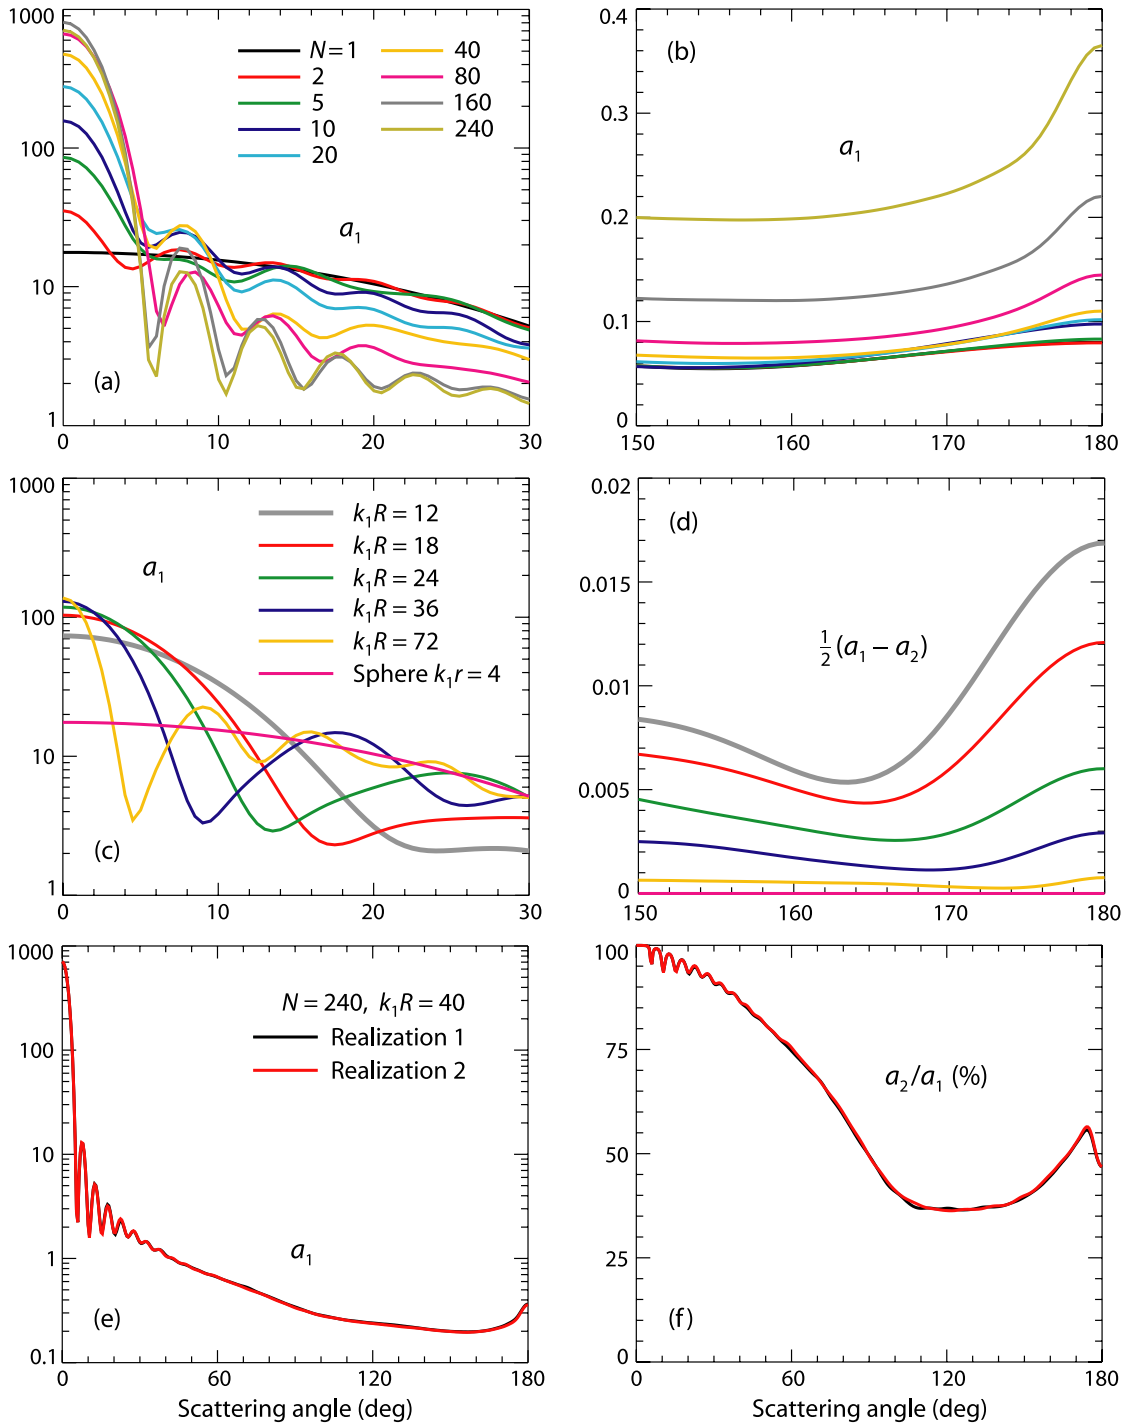 1000
100
10
1
0
10
20
30
N = 1
2
5
10
20
40
80
160
240
a1
(a)
0.4
0.3
0.2
0.1
0
150
160
170
180
(b)
a1
1000
100
10
1
0
10
20
30
a1
k1R = 12
k1R = 18
k1R = 24
k1R = 36
k1R = 72
Sphere k1r = 4
(c)
0.02
0.015
0.01
0.005
0
150
160
170
180
(d)
½(a1 – a2)
1000
100
10
1
0.1
0
60
120
180
N = 240, k1R = 40
Realization 1
Realization 2
a1
(e)
Scattering angle (deg)
100
75
50
25
0
0
60
120
180
a2/a1 (%)
(f)
Scattering angle (deg)